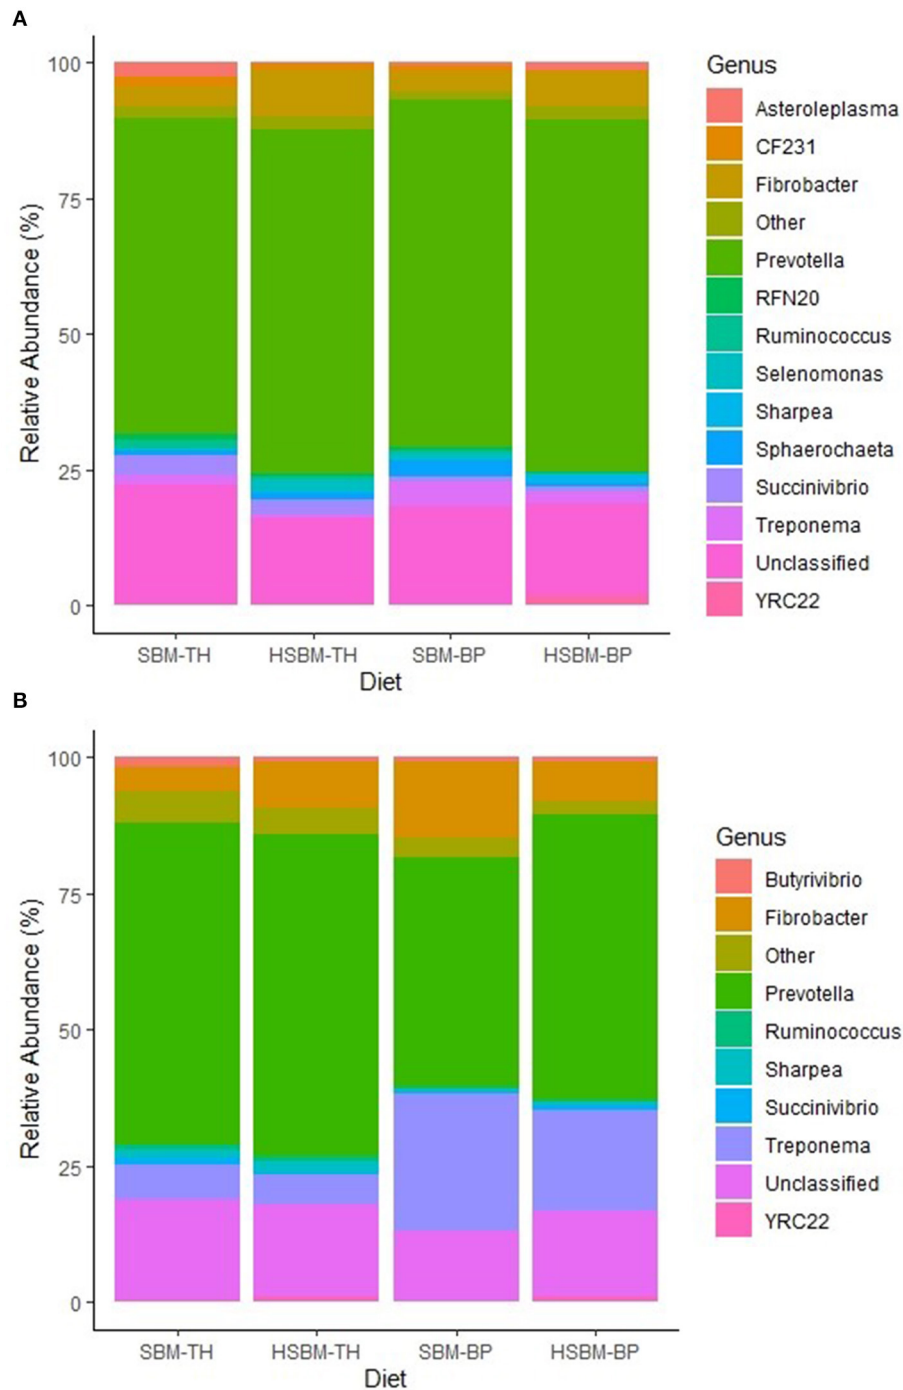 A
100
75
50
25
0
Relative Abundance (%)
SBM-TH HSBM-TH SBM-BP HSBM-BP
Diet
Genus
Asteroleplasma
CF231
Fibrobacter
Other
Prevotella
RFN20
Ruminococcus
Selenomonas
Sharpea
Sphaerochaeta
Succinivibrio
Treponema
Unclassified
YRC22
B
100
75
50
25
0
Relative Abundance (%)
SBM-TH HSBM-TH SBM-BP HSBM-BP
Diet
Genus
Butyrivibrio
Fibrobacter
Other
Prevotella
Ruminococcus
Sharpea
Succinivibrio
Treponema
Unclassified
YRC22